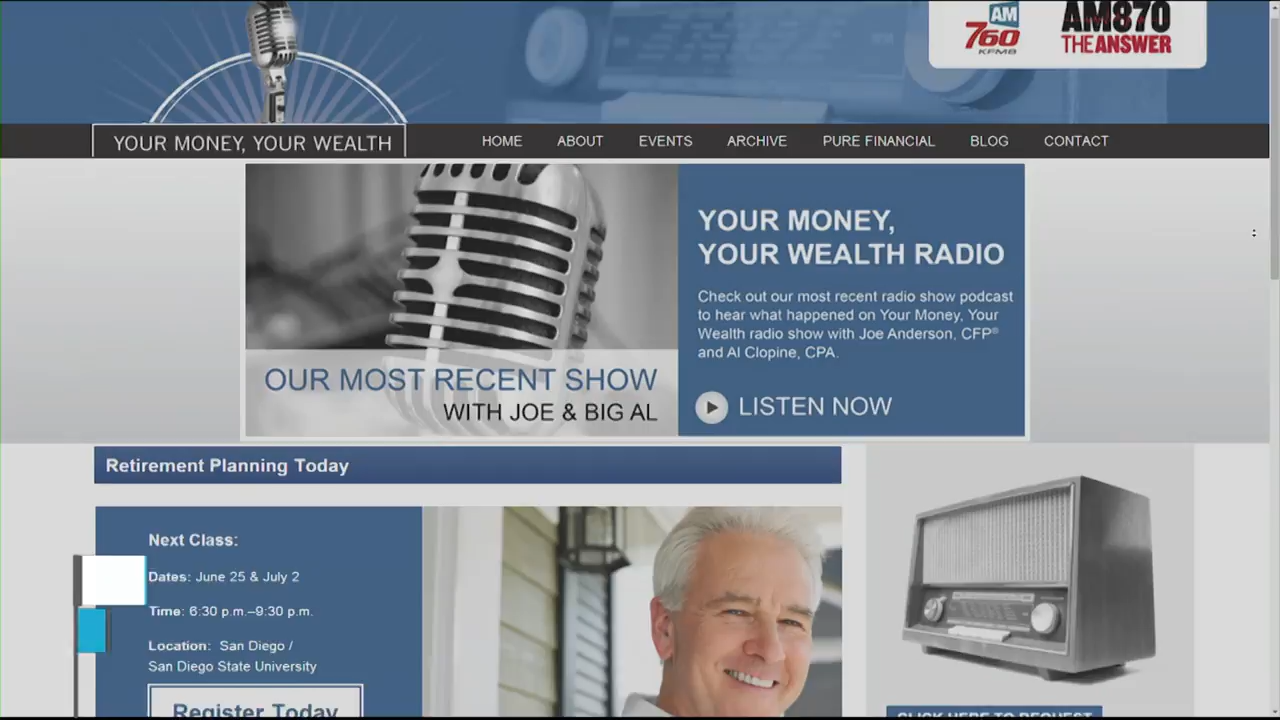 AM
760
KFMB
AM870
THE ANSWER
YOUR MONEY, YOUR WEALTH
HOME ABOUT EVENTS ARCHIVE PURE FINANCIAL BLOG CONTACT
YOUR MONEY,
YOUR WEALTH RADIO
Check out our most recent radio show podcast
to hear what happened on Your Money, Your
Wealth radio show with Joe Anderson, CFP®
and Al Clopine, CPA.
LISTEN NOW
OUR MOST RECENT SHOW
WITH JOE & BIG AL
Retirement Planning Today
Next Class:
Dates: June 25 & July 2
Time: 6:30 p.m.–9:30 p.m.
Location: San Diego /
San Diego State University
Register Today
CLICK HERE TO REQUEST